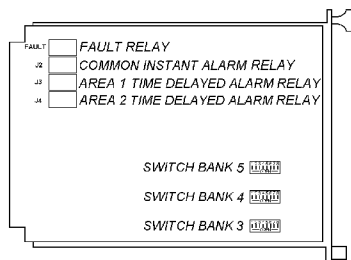 FAULT FAULT RELAY
J2 COMMON INSTANT ALARM RELAY
J3 AREA 1 TIME DELAYED ALARM RELAY
J4 AREA 2 TIME DELAYED ALARM RELAY
SWITCH BANK 5
SWITCH BANK 4
SWITCH BANK 3